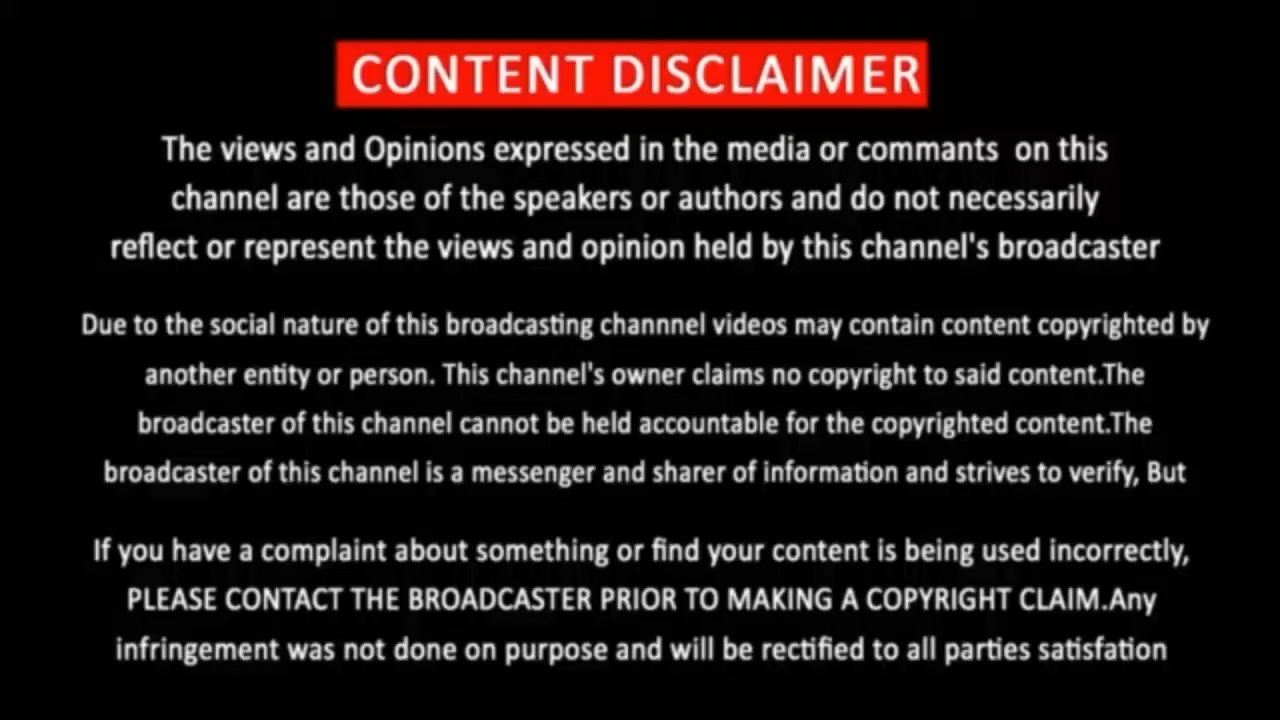 CONTENT DISCLAIMER
The views and Opinions expressed in the media or commants on this
channel are those of the speakers or authors and do not necessarily
reflect or represent the views and opinion held by this channel's broadcaster
Due to the social nature of this broadcasting channnel videos may contain content copyrighted by
another entity or person. This channel's owner claims no copyright to said content.The
broadcaster of this channel cannot be held accountable for the copyrighted content.The
broadcaster of this channel is a messenger and sharer of information and strives to verify, But
If you have a complaint about something or find your content is being used incorrectly,
PLEASE CONTACT THE BROADCASTER PRIOR TO MAKING A COPYRIGHT CLAIM.Any
infringement was not done on purpose and will be rectified to all parties satisfation